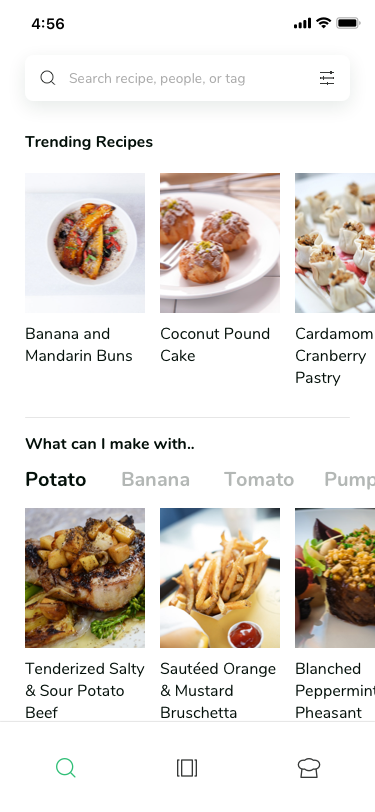 4:56
Search recipe, people, or tag
Trending Recipes
Banana and
Mandarin Buns
Coconut Pound
Cake
Cardamom
Cranberry
Pastry
What can I make with..
Potato Banana Tomato Pump
Tenderized Salty
& Sour Potato
Beef
Sautéed Orange
& Mustard
Bruschetta
Blanched
Peppermint
Pheasant